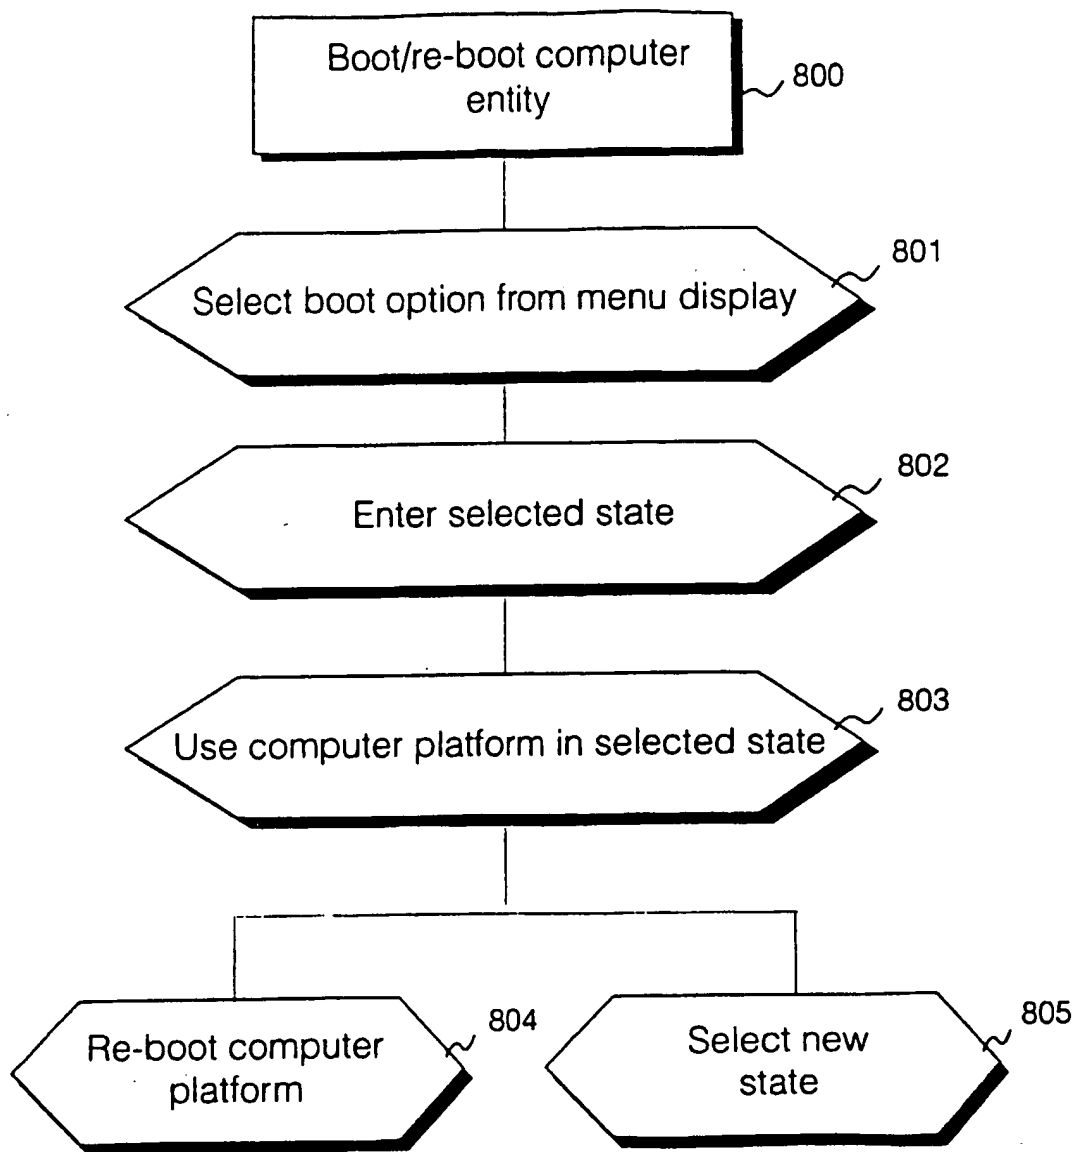 Boot/re-boot computer
entity
800
Select boot option from menu display
801
Enter selected state
802
Use computer platform in selected state
803
Re-boot computer
platform
804
Select new
state
805